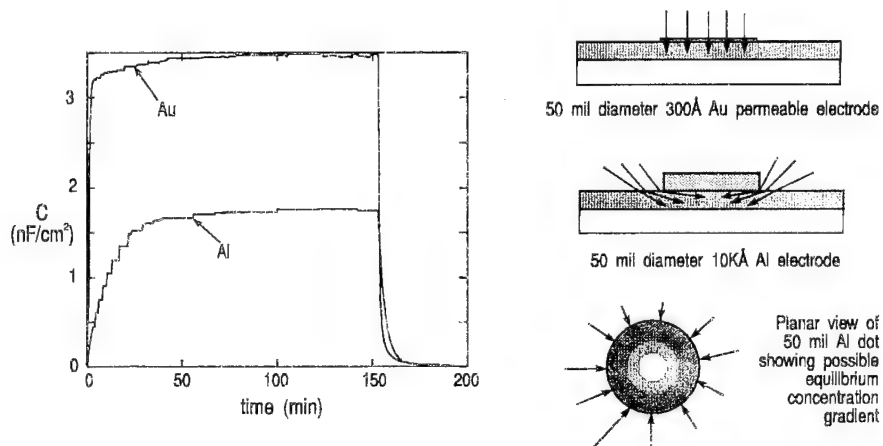 3
2
1
0
C
(nF/cm²)
Au
Al
0
50
100
150
200
time (min)
50 mil diameter 300Å Au permeable electrode
50 mil diameter 10KÅ Al electrode
Planar view of
50 mil Al dot
showing possible
equilibrium
concentration
gradient